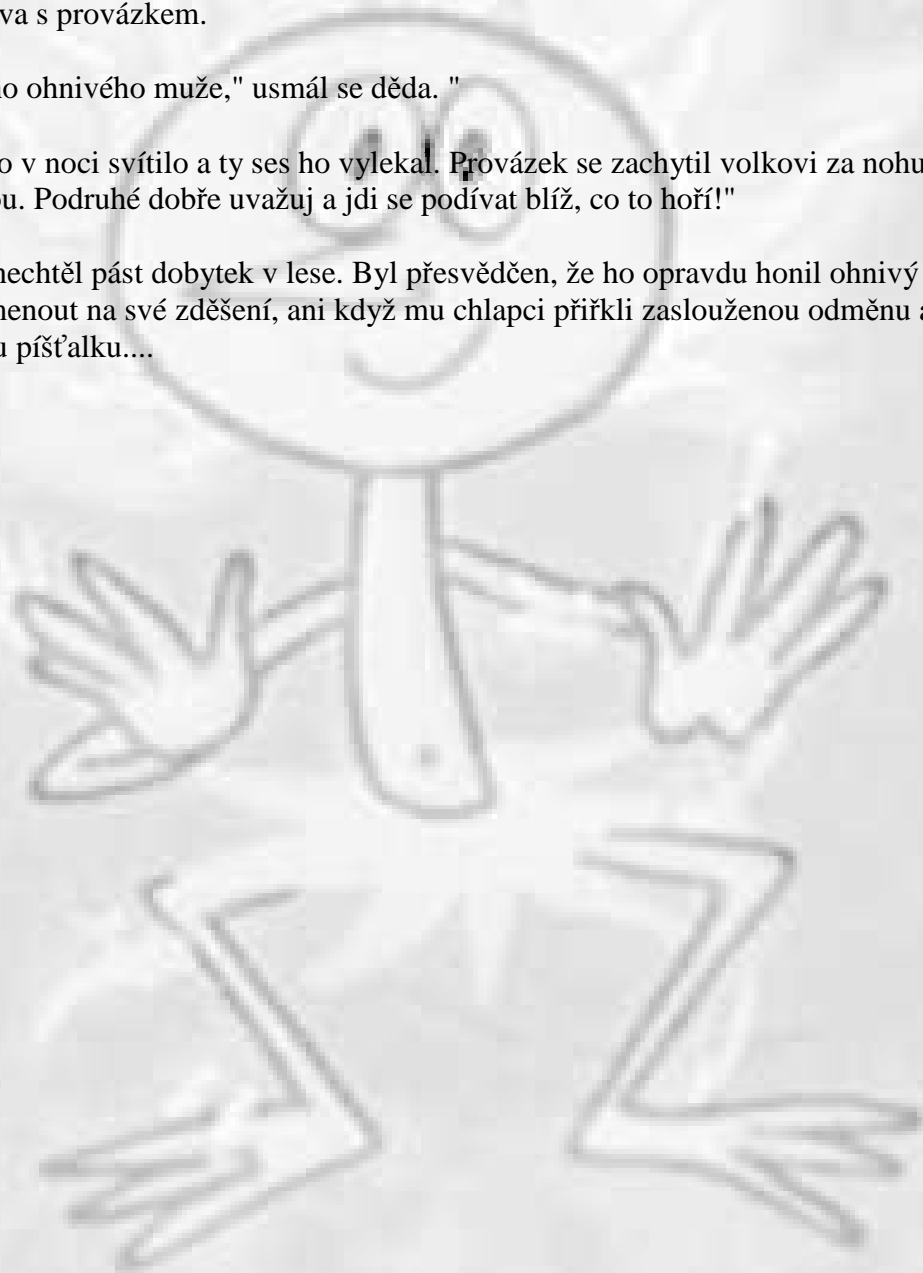 va s provázkem.
o ohnivého muže," usmál se děda. "
o v noci svítilo a ty ses ho vylekal. Provázek se zachytil volkovi za nohu
u. Podruhé dobře uvažuj a jdi se podívat blíž, co to hoří!"
nechtěl pást dobytek v lese. Byl přesvědčen, že ho opravdu honil ohnivý
menout na své zděšení, ani když mu chlapci přiřkli zaslouženou odměnu a
u píšťalku....